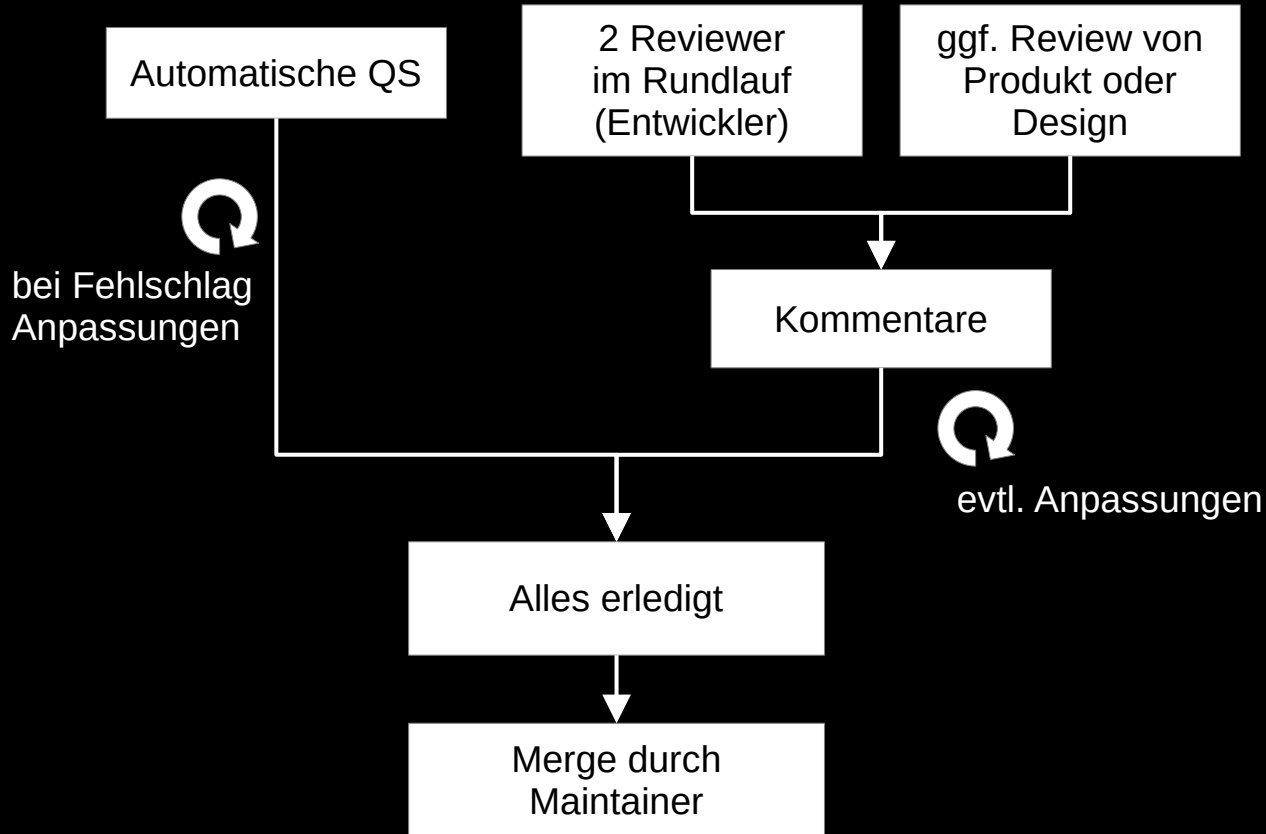 Automatische QS
2 Reviewer
im Rundlauf
(Entwickler)
ggf. Review von
Produkt oder
Design
bei Fehlschlag
Anpassungen
Kommentare
evtl. Anpassungen
Alles erledigt
Merge durch
Maintainer